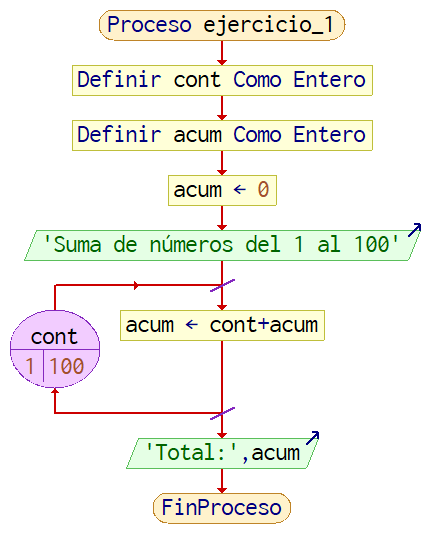 Proceso ejercicio_1
Definir cont Como Entero
Definir acum Como Entero
acum ← 0
'Suma de números del 1 al 100'
acum ← cont+acum
cont
1 100
'Total:',acum
FinProceso